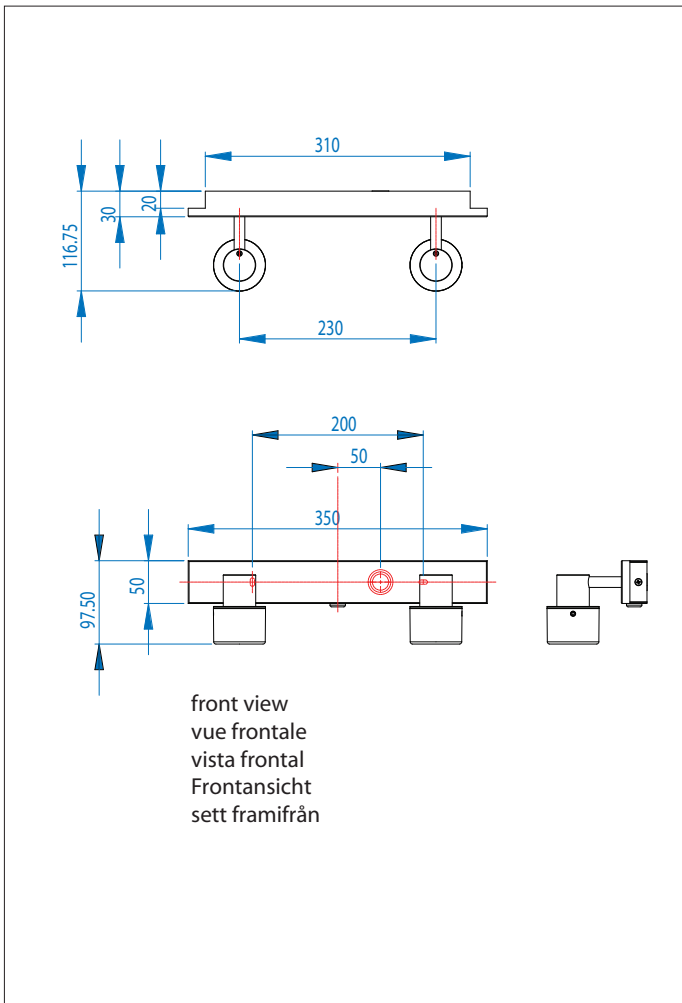 310
20
30
116.75
230
200
50
350
50
97.50
front view
vue frontale
vista frontal
Frontansicht
sett framifrån